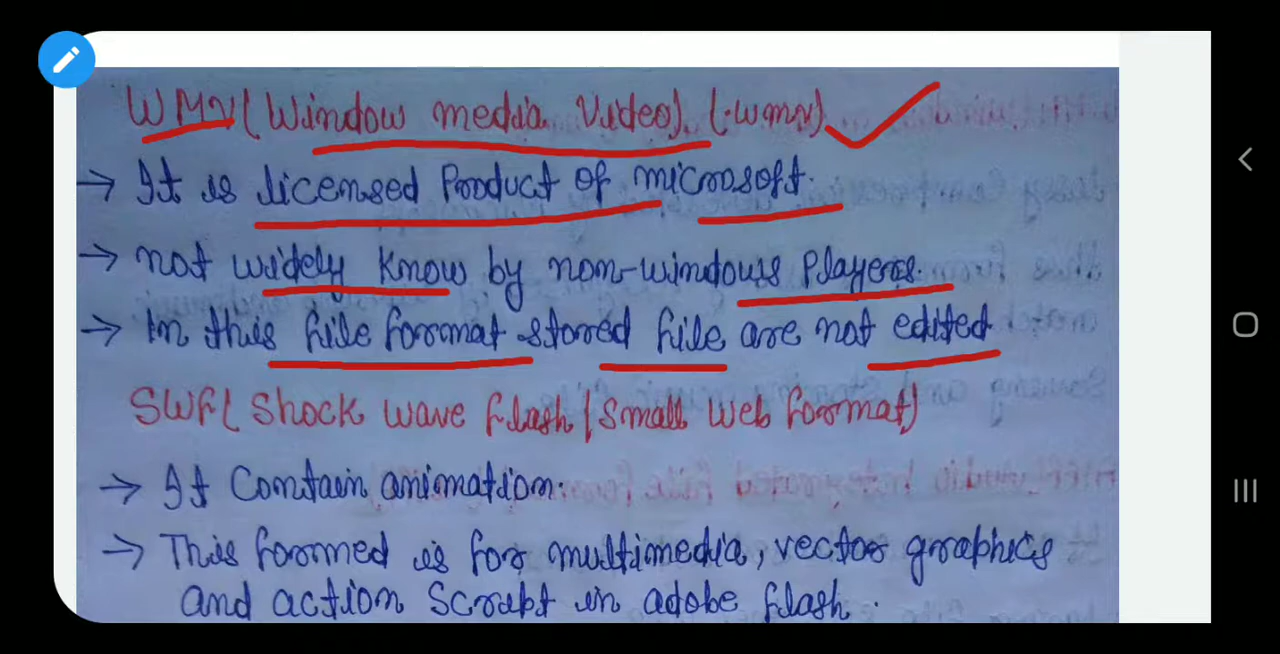 WMV (Window media Video) (.wmv)
→ It is licensed Product of microsoft.
→ not widely know by non-windows Players.
→ In this file format stored file are not edited
SWF( Shock wave flash/Small web format)
→ It Contain animation.
→ This formed is for multimedia, vector graphics
and action Script in adobe flash.